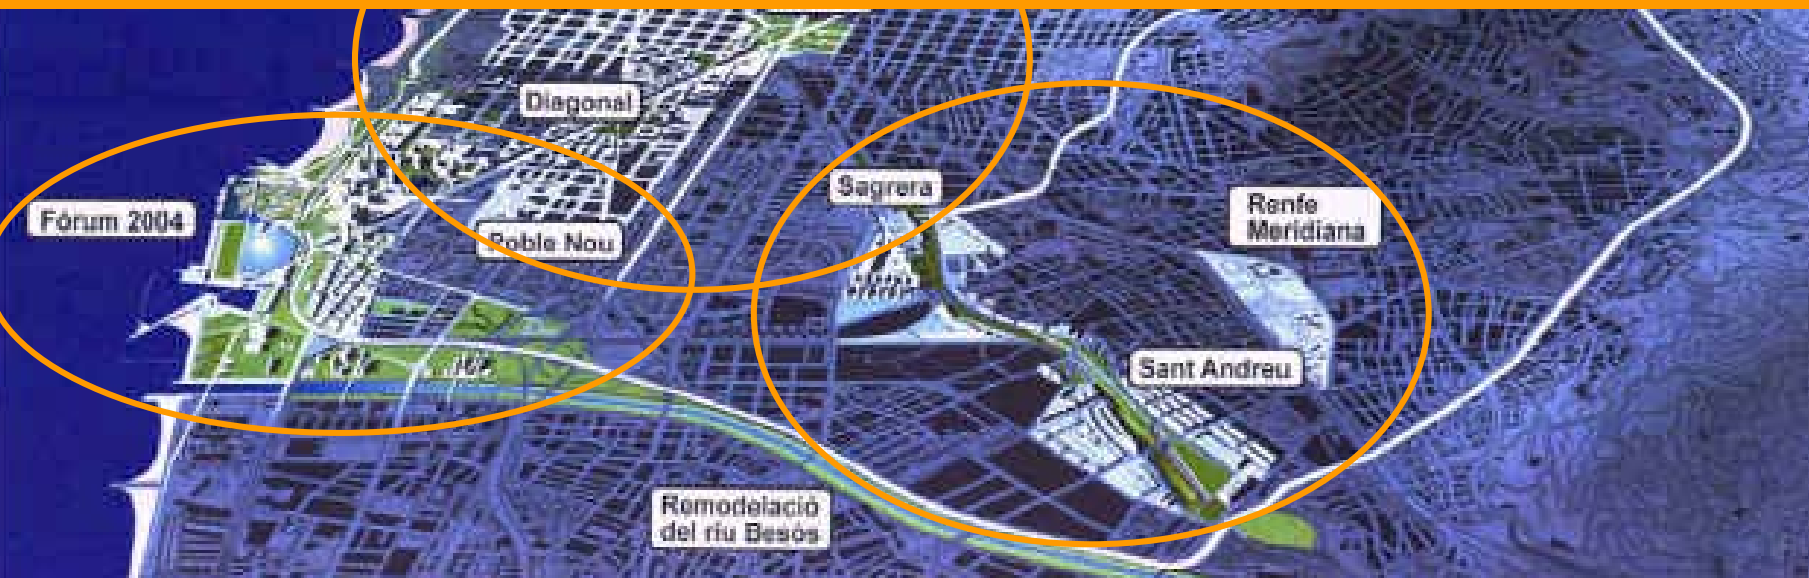 Diagonal
Sagrera
Fòrum 2004
Renfe
Meridiana
Poble Nou
Sant Andreu
Remodelació
del riu Besòs